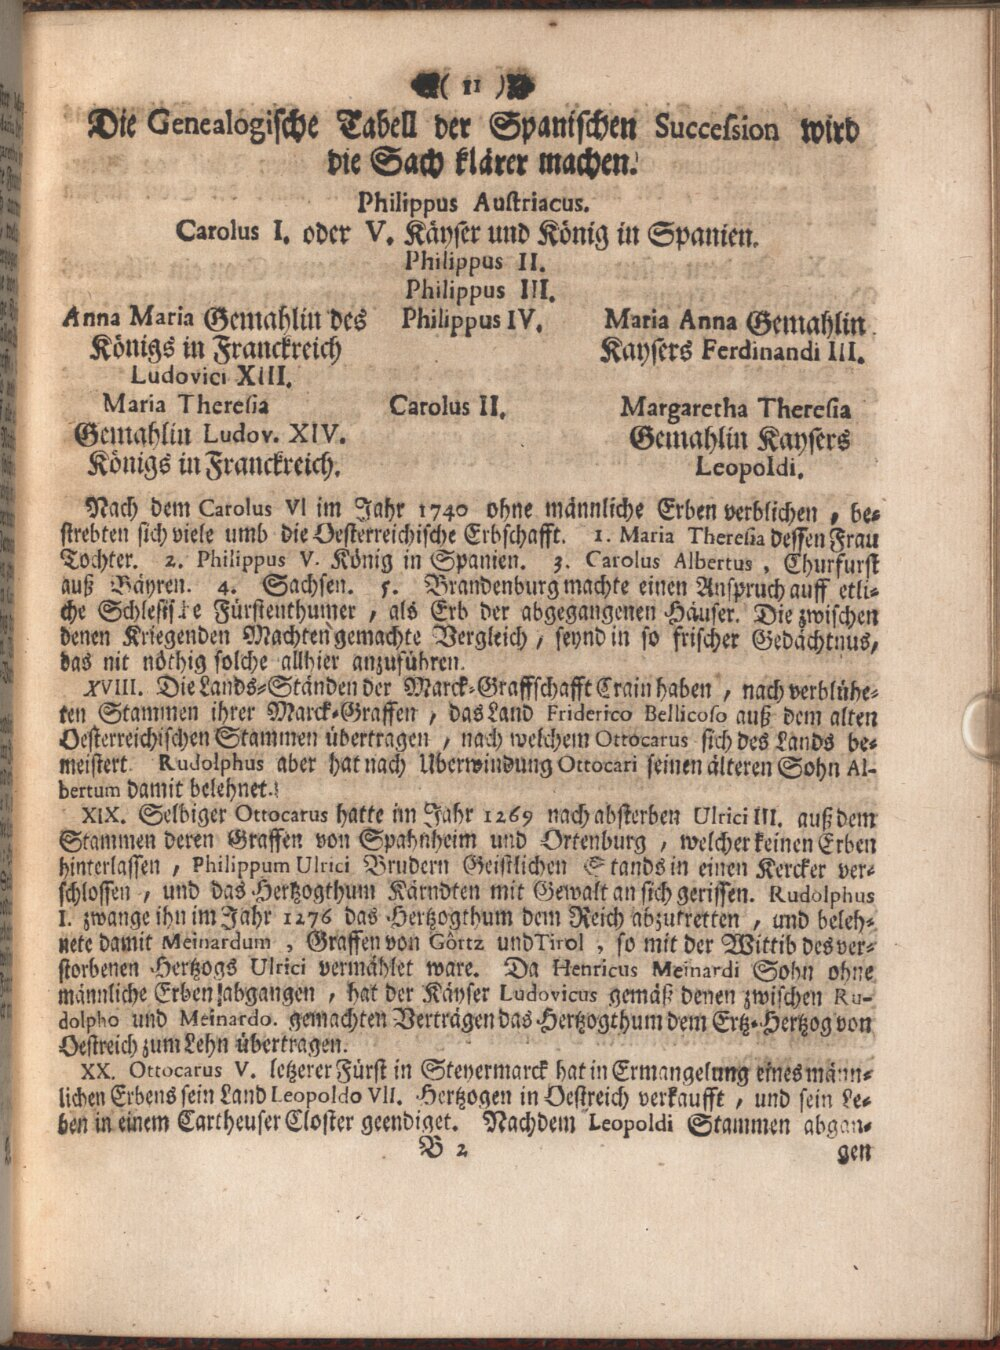 ( 11 )
Die Genealogische Tabell der Spanischen Succession wird
die Sach klärer machen.
Philippus Austriacus.
Carolus I. oder V. Käyser und König in Spanien.
Philippus II.
Philippus III.
Anna Maria Gemahlin des
Königs in Franckreich
Ludovici XIII.
Philippus IV.
Maria Anna Gemahlin
Kaysers Ferdinandi III.
Maria Theresia
Gemahlin Ludov. XIV.
Königs in Franckreich.
Carolus II.
Margaretha Theresia
Gemahlin Kaysers
Leopoldi.
Nach dem Carolus VI im Jahr 1740 ohne männliche Erben verblichen, be-
strebten sich viele umb die Oesterreichische Erbschafft. 1. Maria Theresia dessen Frau
Tochter. 2. Philippus V. König in Spanien. 3. Carolus Albertus, Churfürst
auß Bäyren. 4. Sachsen. 5. Brandenburg machte einen Anspruch auff etli-
che Schlesische Fürstenthumer, als Erb der abgegangenen Häuser. Die zwischen
denen Kriegenden Machten gemachte Vergleich, seynd in so frischer Gedächtnus,
das nit nöthig solche allhier anzuführen.
XVIII. Die Lands-Ständen der Marck-Graffschafft Crain haben, nach verblühe-
ten Stammen ihrer Marck-Graffen, das Land Friderico Bellicoso auß dem alten
Oesterreichischen Stammen übertragen, nach welchem Ottocarus sich des Lands be-
meistert. Rudolphus aber hat nach Uberwindung Ottocari seinen älteren Sohn Al-
bertum damit belehnet.
XIX. Selbiger Ottocarus hatte im Jahr 1269 nach absterben Ulrici III. auß dem
Stammen deren Graffen von Spahnheim und Ortenburg, welcher keinen Erben
hinterlassen, Philippum Ulrici Brudern Geistlichen Stands in einen Kercker ver-
schlossen, und das Hertzogthum Kärndten mit Gewalt an sich gerissen. Rudolphus
I. zwange ihn im Jahr 1276 das Hertzogthum dem Reich abzutretten, und beleh-
nete damit Meinardum, Graffen von Görtz und Tirol, so mit der Wittib des ver-
storbenen Hertzogs Ulrici vermählet ware. Da Henricus Meinardi Sohn ohne
männliche Erben abgangen, hat der Käyser Ludovicus gemäß denen zwischen Ru-
dolpho und Meinardo. gemachten Verträgen das Hertzogthum dem Ertz-Hertzog von
Oestreich zum Lehn übertragen.
XX. Ottocarus V. letzerer Fürst in Steyermarck hat in Ermangelung eines männ-
lichen Erbens sein Land Leopoldo VII. Hertzogen in Oestreich verkaufft, und sein Le-
ben in einem Cartheuser Closter geendiget. Nachdem Leopoldi Stammen abgan-
B 2
gen